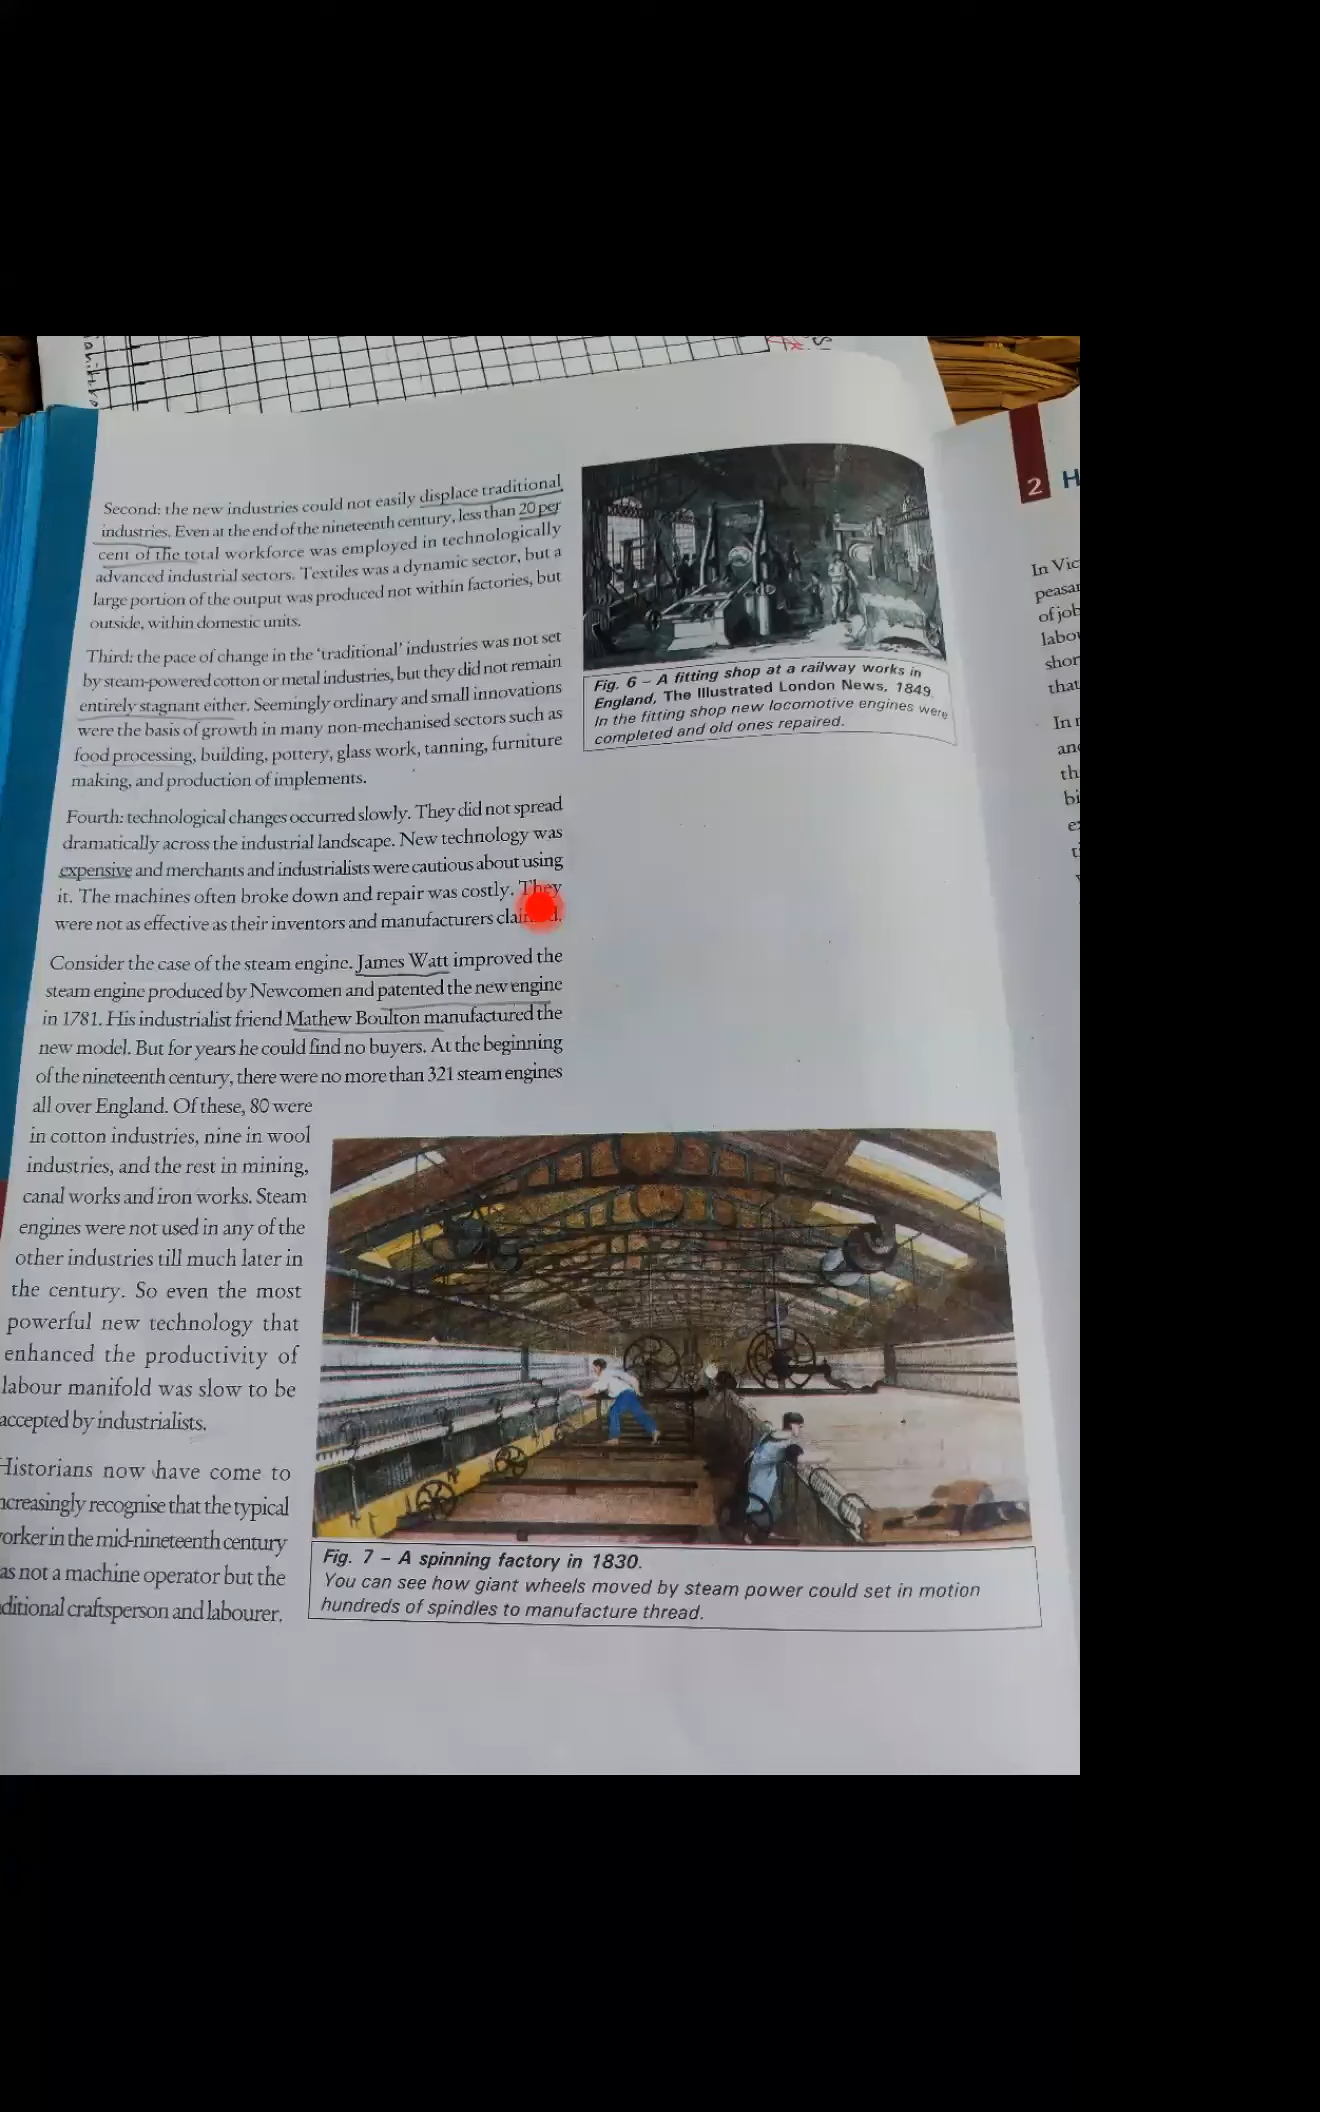 Second: the new industries could not easily displace traditional
industries. Even at the end of the nineteenth century, less than 20 per
cent of the total workforce was employed in technologically
advanced industrial sectors. Textiles was a dynamic sector, but a
large portion of the output was produced not within factories, but
outside, within domestic units.
Third: the pace of change in the ‘traditional’ industries was not set
by steam-powered cotton or metal industries, but they did not remain
entirely stagnant either. Seemingly ordinary and small innovations
were the basis of growth in many non-mechanised sectors such as
food processing, building, pottery, glass work, tanning, furniture
making, and production of implements.
Fourth: technological changes occurred slowly. They did not spread
dramatically across the industrial landscape. New technology was
expensive and merchants and industrialists were cautious about using
it. The machines often broke down and repair was costly. They
were not as effective as their inventors and manufacturers
Consider the case of the steam engine. James Watt improved the
steam engine produced by Newcomen and patented the new engine
in 1781. His industrialist friend Mathew Boulton manufactured the
new model. But for years he could find no buyers. At the beginning
of the nineteenth century, there were no more than 321 steam engines
all over England. Of these, 80 were
in cotton industries, nine in wool
industries, and the rest in mining,
canal works and iron works. Steam
engines were not used in any of the
other industries till much later in
the century. So even the most
powerful new technology that
enhanced the productivity of
labour manifold was slow to be
accepted by industrialists.
Historians now have come to
recognise that the typical
in the mid-nineteenth century
not a machine operator but the
craftsperson and labourer.
Fig. 6 – A fitting shop at a railway works in
England, The Illustrated London News, 1849.
In the fitting shop new locomotive engines were
completed and old ones repaired.
Fig. 7 – A spinning factory in 1830.
You can see how giant wheels moved by steam power could set in motion
hundreds of spindles to manufacture thread.
2 H
In Vic
of job
that